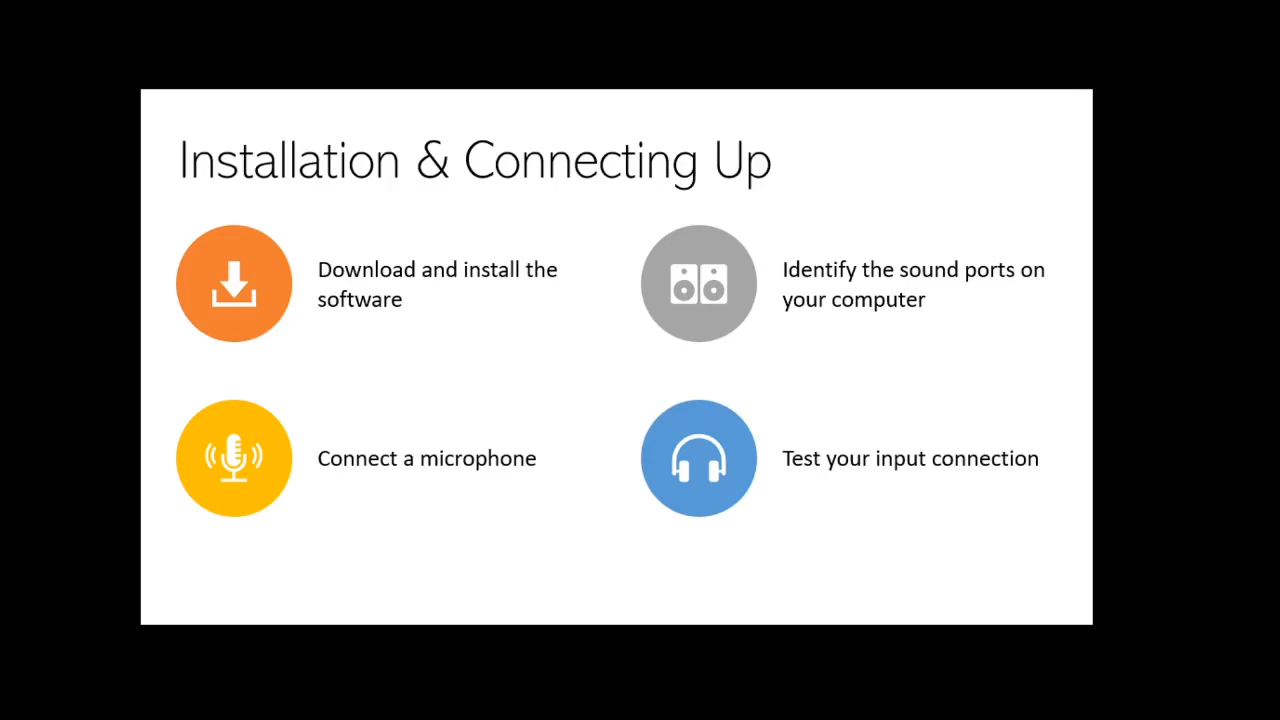 Installation & Connecting Up
Download and install the
software
Identify the sound ports on
your computer
Connect a microphone
Test your input connection